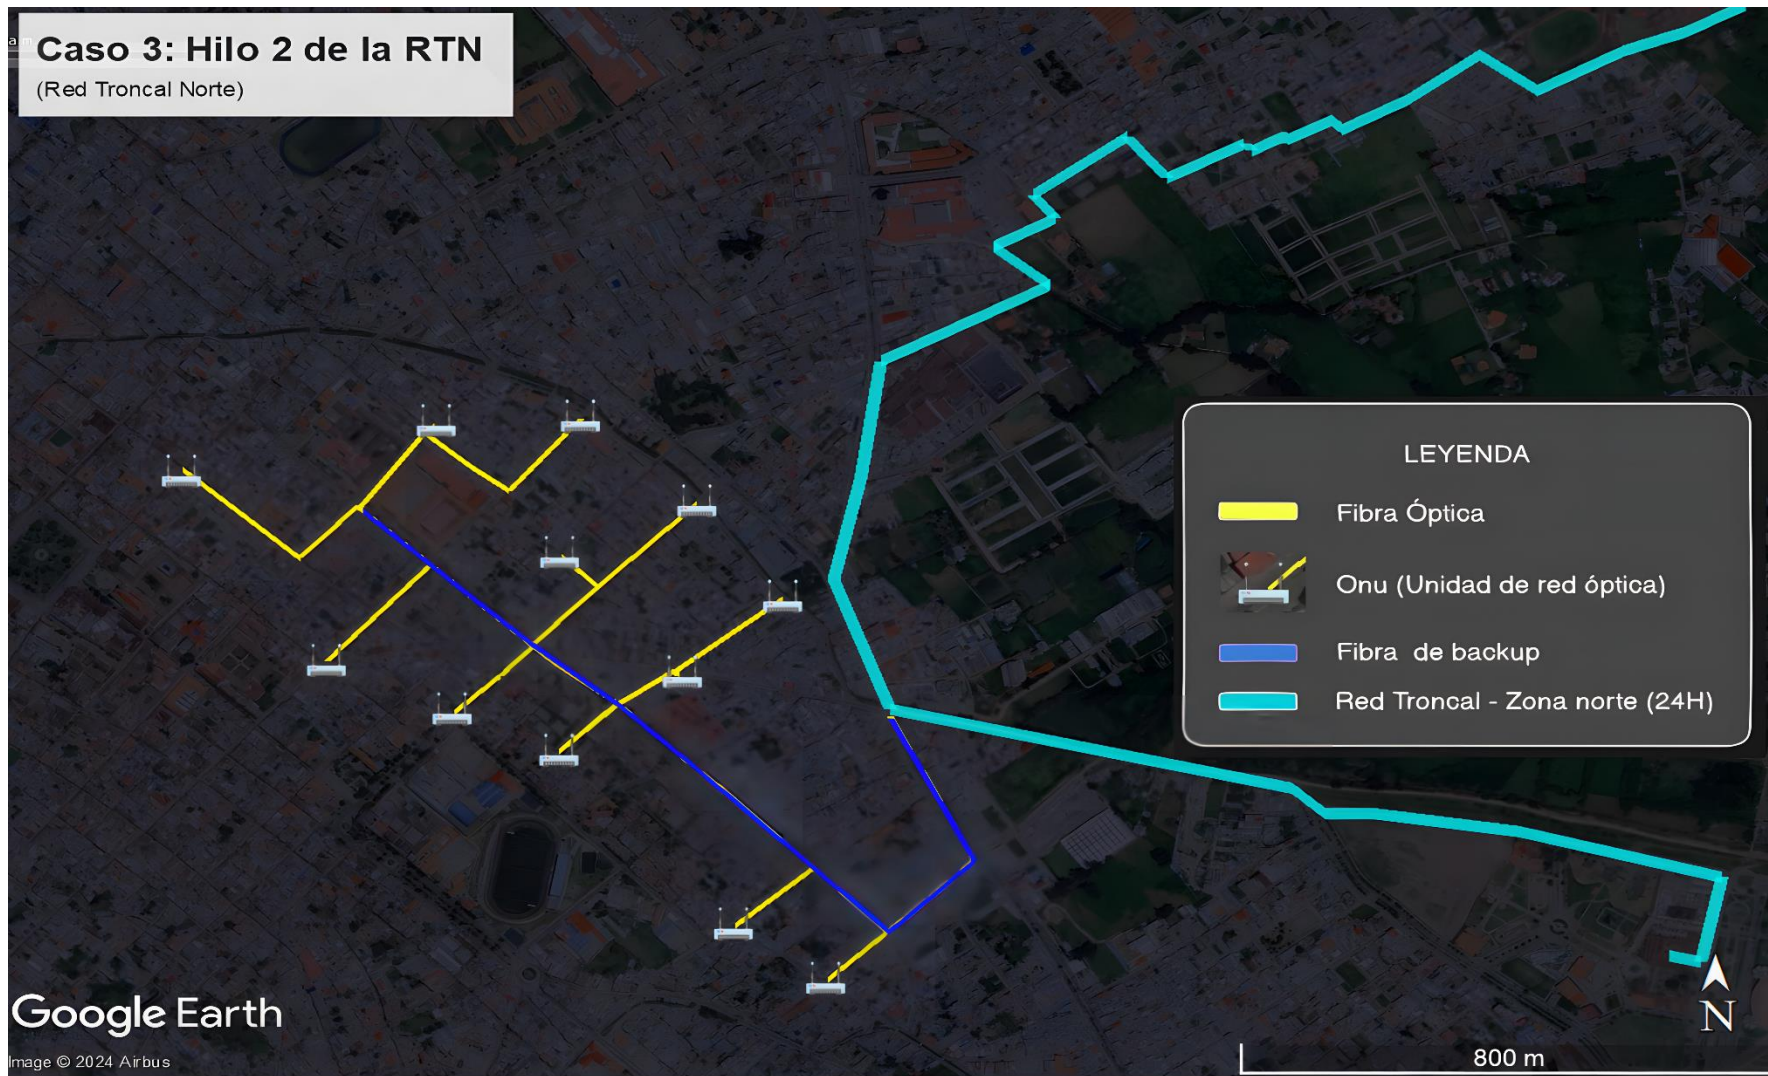 Caso 3: Hilo 2 de la RTN
(Red Troncal Norte)
LEYENDA
Fibra Óptica
Onu (Unidad de red óptica)
Fibra de backup
Red Troncal - Zona norte (24H)
N
Google Earth
Image © 2024 Airbus
800 m